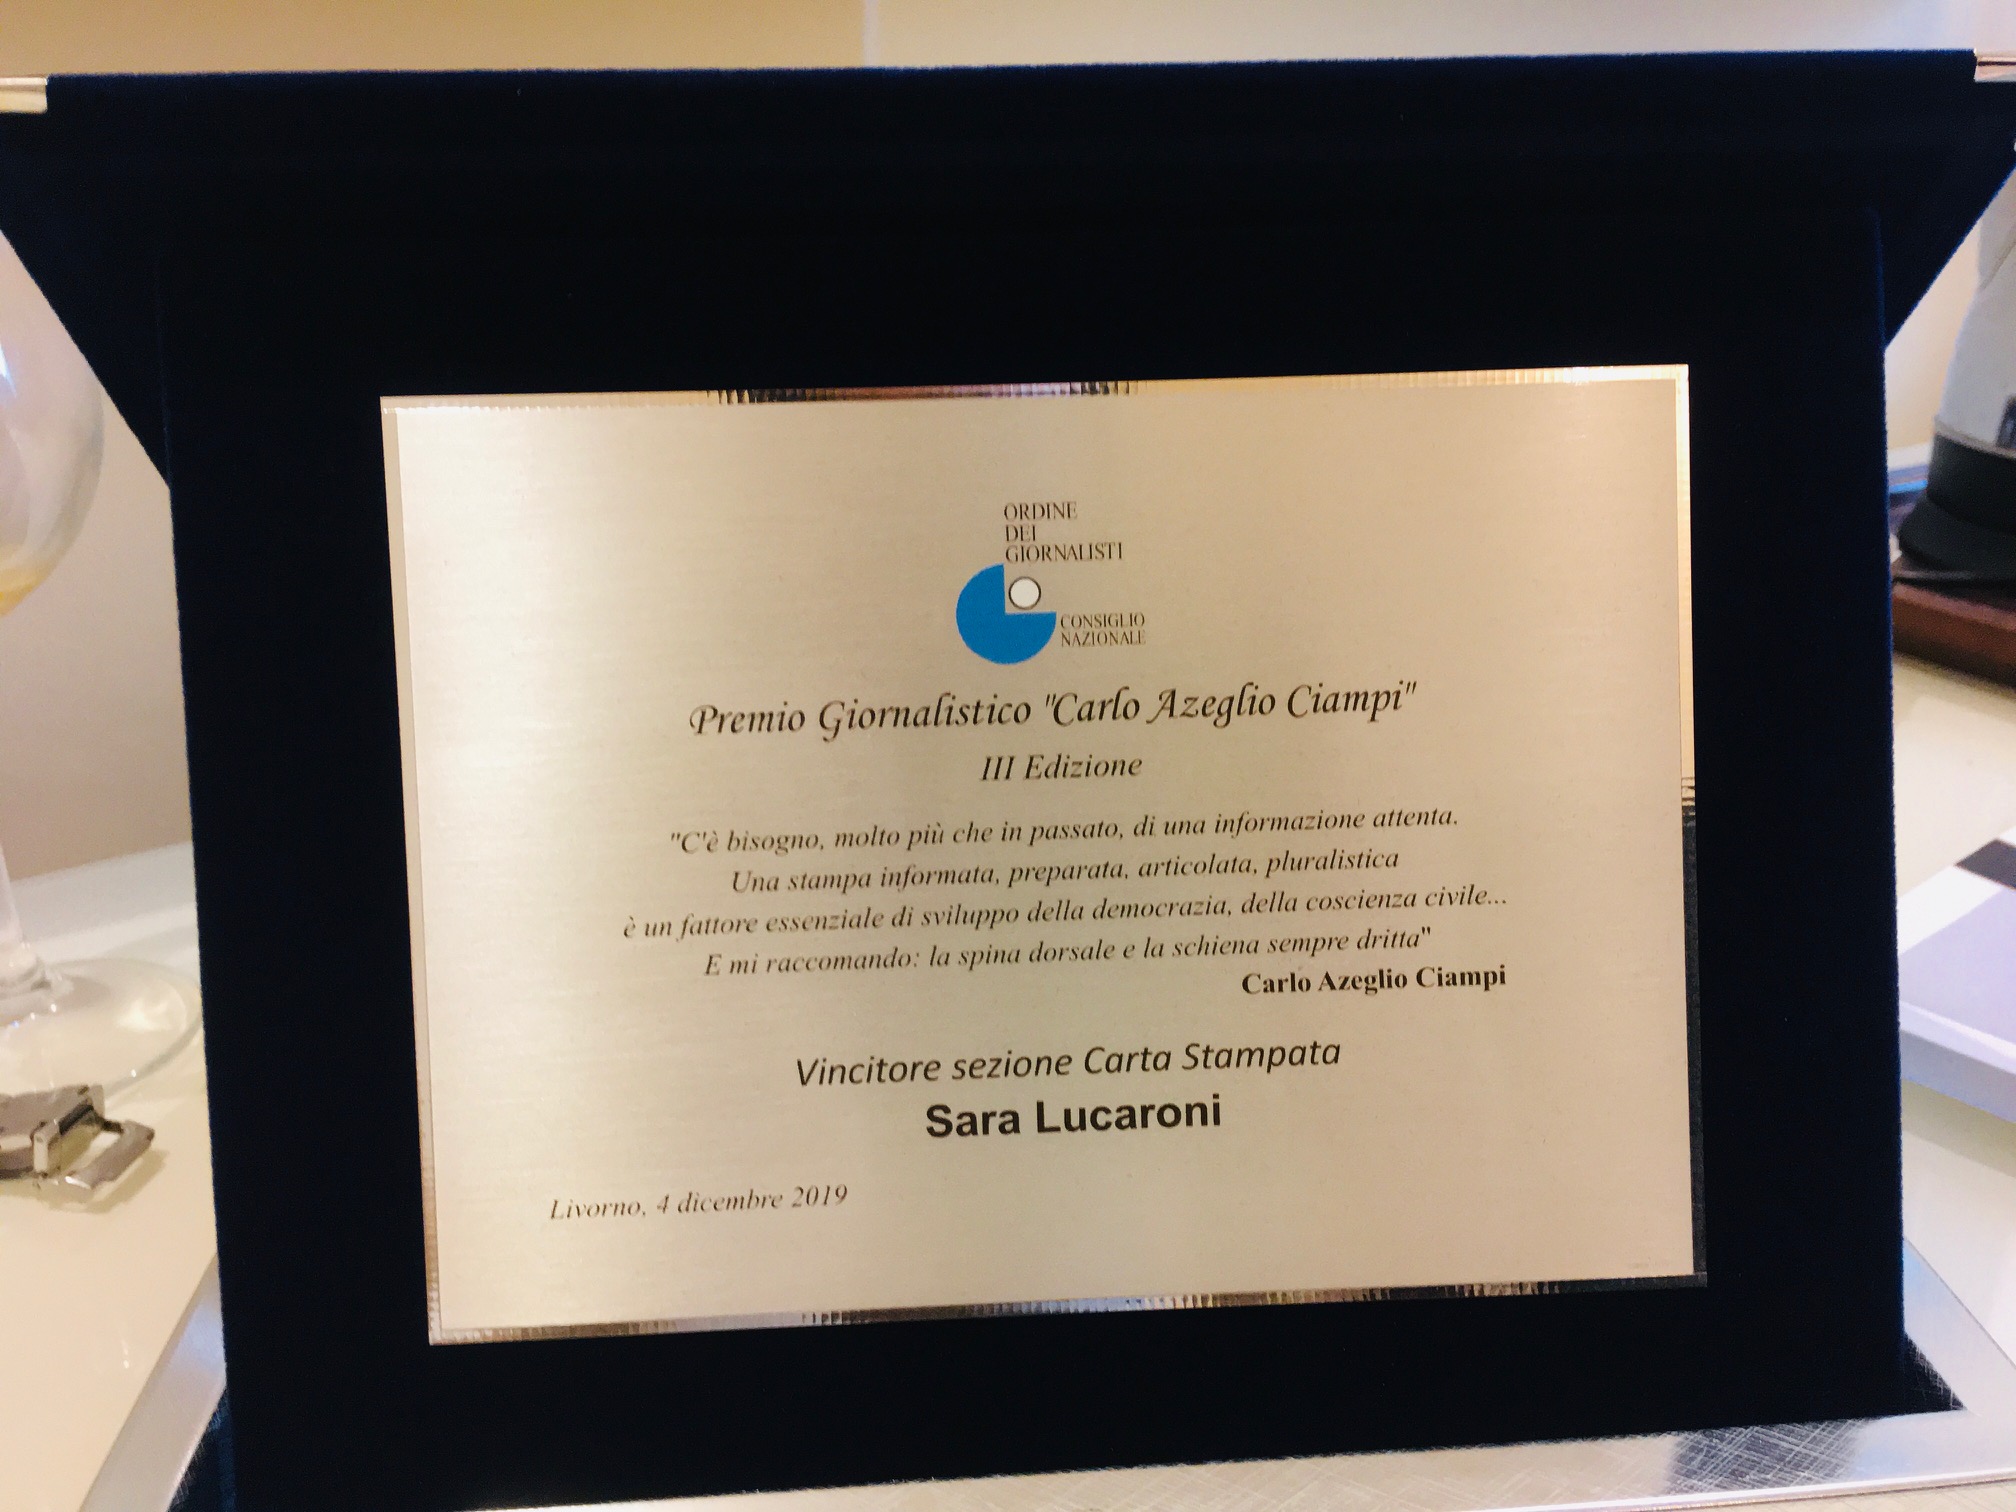 ORDINE
DEI
GIORNALISTI
CONSIGLIO
NAZIONALE
Premio Giornalistico "Carlo Azeglio Ciampi"
III Edizione
"C'è bisogno, molto più che in passato, di una informazione attenta.
Una stampa informata, preparata, articolata, pluralistica
è un fattore essenziale di sviluppo della democrazia, della coscienza civile...
E mi raccomando: la spina dorsale e la schiena sempre dritta"
Carlo Azeglio Ciampi
Vincitore sezione Carta Stampata
Sara Lucaroni
Livorno, 4 dicembre 2019